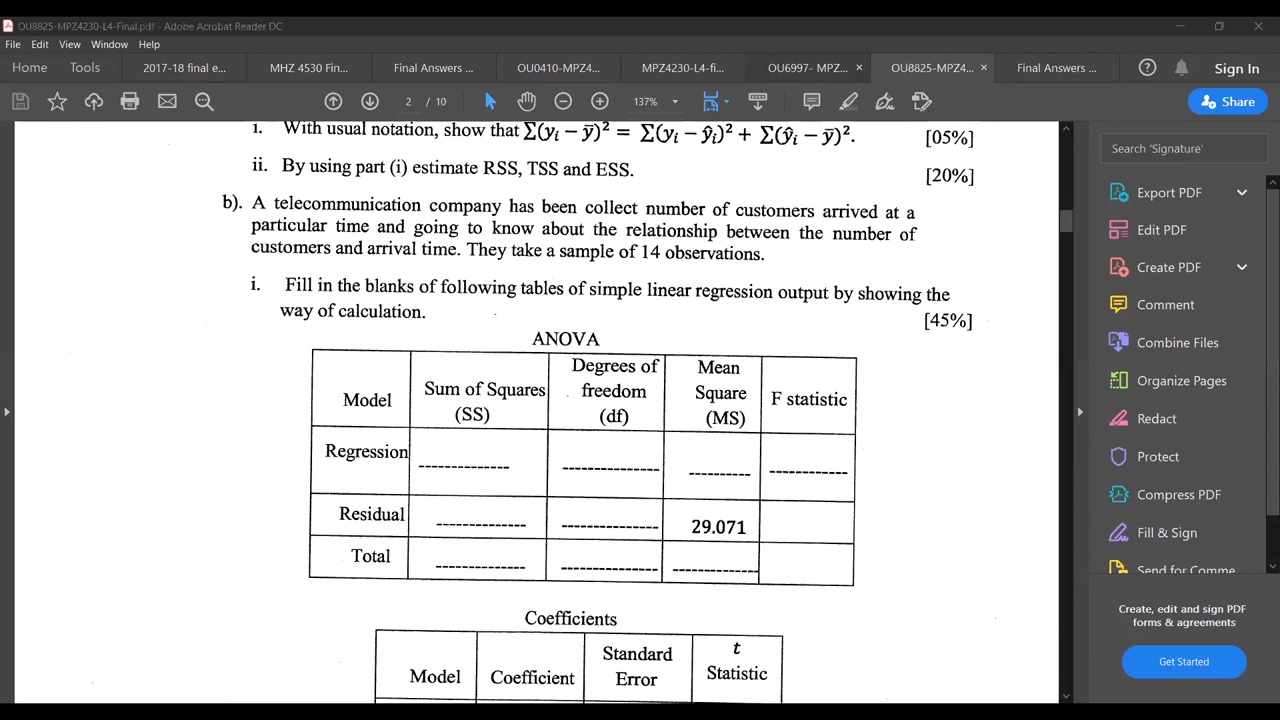 OU8825-MPZ4230-L4-Final.pdf - Adobe Acrobat Reader DC
File Edit View Window Help
Home Tools 2017-18 final e... MHZ 4530 Fin... Final Answers ... OU0410-MPZ4... MPZ4230-L4-fi... OU6997- MPZ... × OU8825-MPZ4... × Final Answers ... Sign In
2 / 10 137% Share
i. With usual notation, show that Σ(yᵢ − ȳ)² = Σ(yᵢ − ŷᵢ)² + Σ(ŷᵢ − ȳ)². [05%]
ii. By using part (i) estimate RSS, TSS and ESS. [20%]
b). A telecommunication company has been collect number of customers arrived at a
particular time and going to know about the relationship between the number of
customers and arrival time. They take a sample of 14 observations.
i. Fill in the blanks of following tables of simple linear regression output by showing the
way of calculation. [45%]
ANOVA
Model Sum of Squares (SS) Degrees of freedom (df) Mean Square (MS) F statistic
Regression -------------- --------------- ---------- ------------
Residual -------------- --------------- 29.071
Total -------------- --------------- --------------
Coefficients
Model Coefficient Standard Error t Statistic
Search 'Signature'
Export PDF
Edit PDF
Create PDF
Comment
Combine Files
Organize Pages
Redact
Protect
Compress PDF
Fill & Sign
Send for Comme
Create, edit and sign PDF
forms & agreements
Get Started